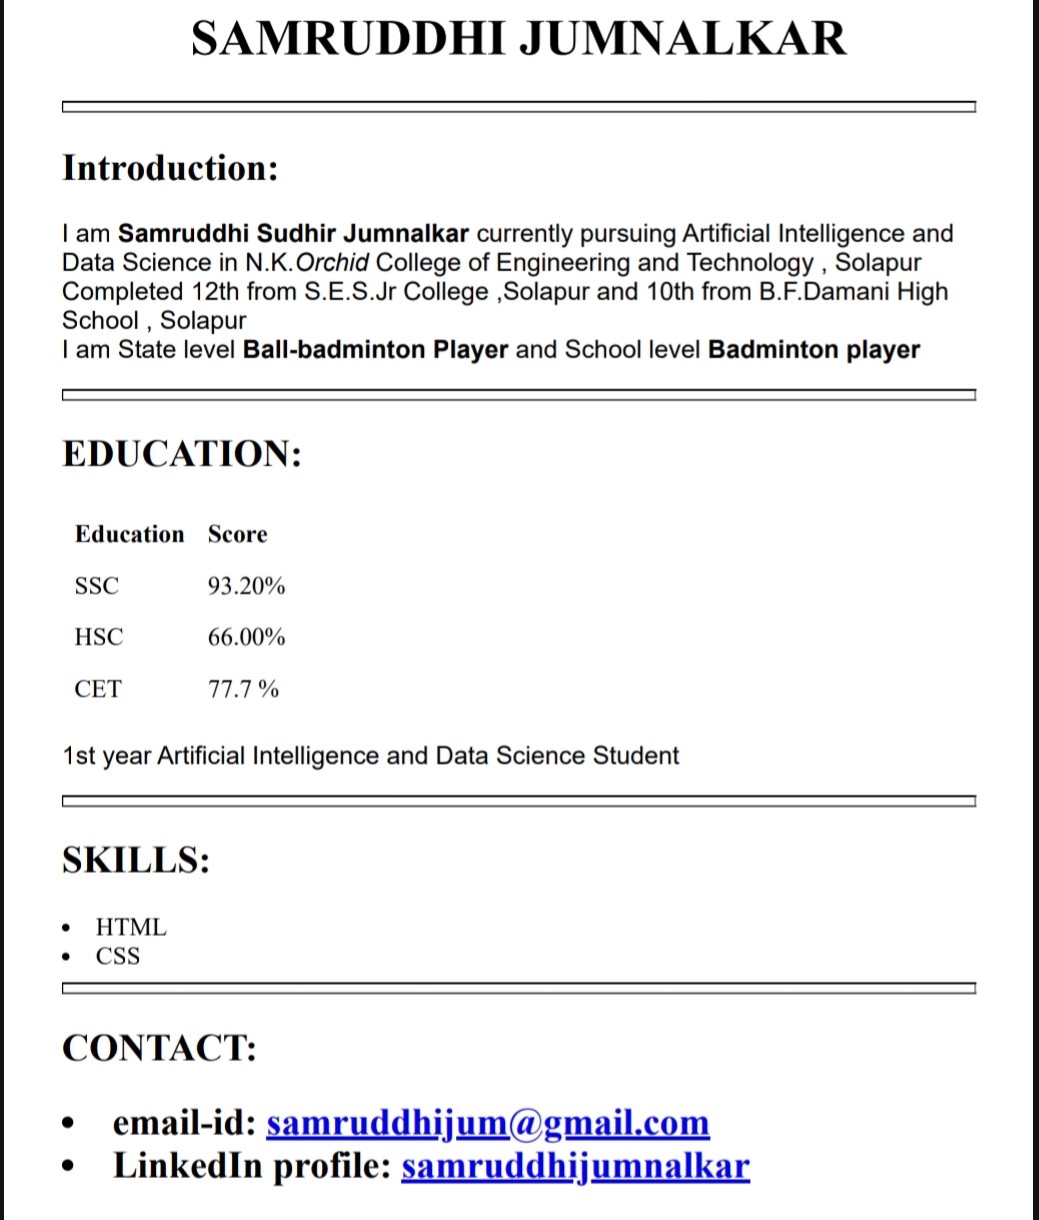 SAMRUDDHI JUMNALKAR
Introduction:
I am Samruddhi Sudhir Jumnalkar currently pursuing Artificial Intelligence and
Data Science in N.K.Orchid College of Engineering and Technology , Solapur
Completed 12th from S.E.S.Jr College ,Solapur and 10th from B.F.Damani High
School , Solapur
I am State level Ball-badminton Player and School level Badminton player
EDUCATION:
Education Score
SSC 93.20%
HSC 66.00%
CET 77.7 %
1st year Artificial Intelligence and Data Science Student
SKILLS:
• HTML
• CSS
CONTACT:
• email-id: samruddhijum@gmail.com
• LinkedIn profile: samruddhijumnalkar